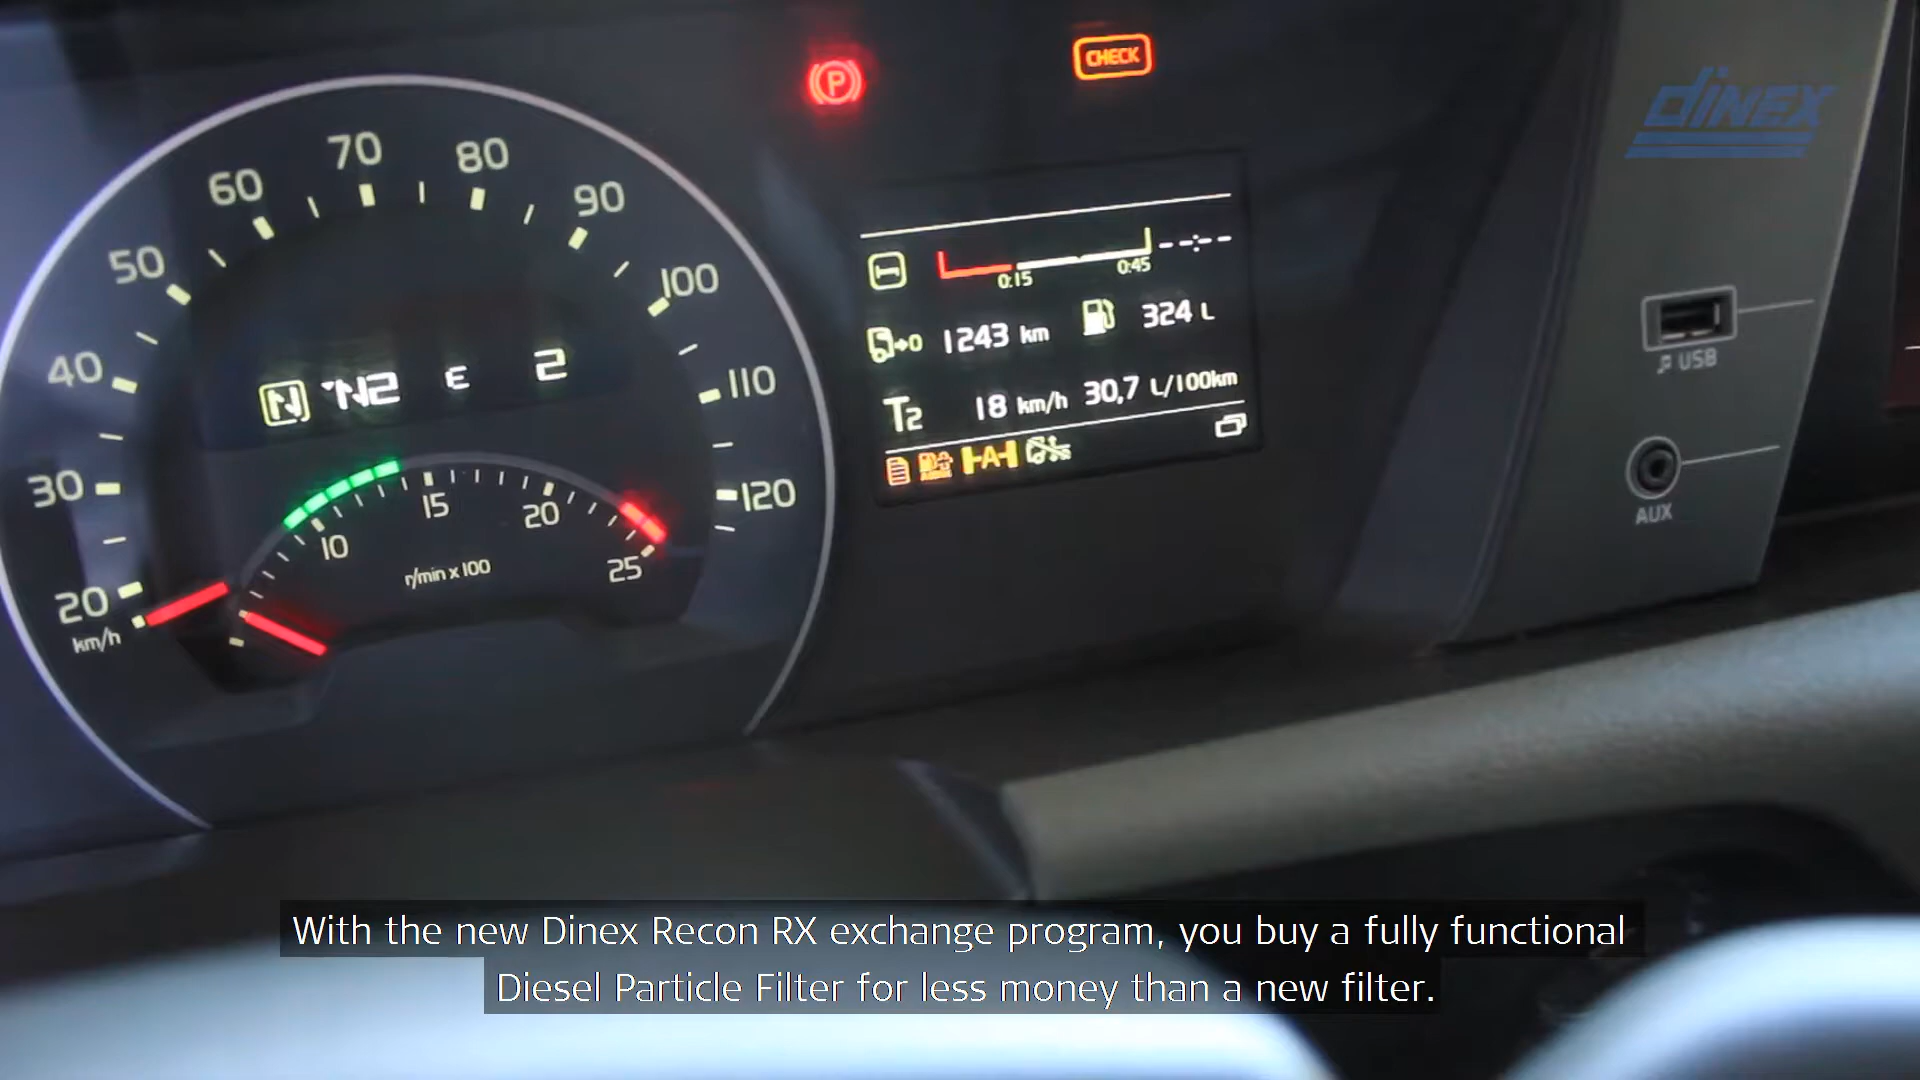 P
CHECK
DINEX
70
80
60
90
50
100
0:15
0:45
--:--
40
1243 km
324 L
110
T2
18 km/h
30,7 L/100km
A
USB
30
120
AUX
10
15
20
25
r/min x 100
20
km/h
With the new Dinex Recon RX exchange program, you buy a fully functional
Diesel Particle Filter for less money than a new filter.